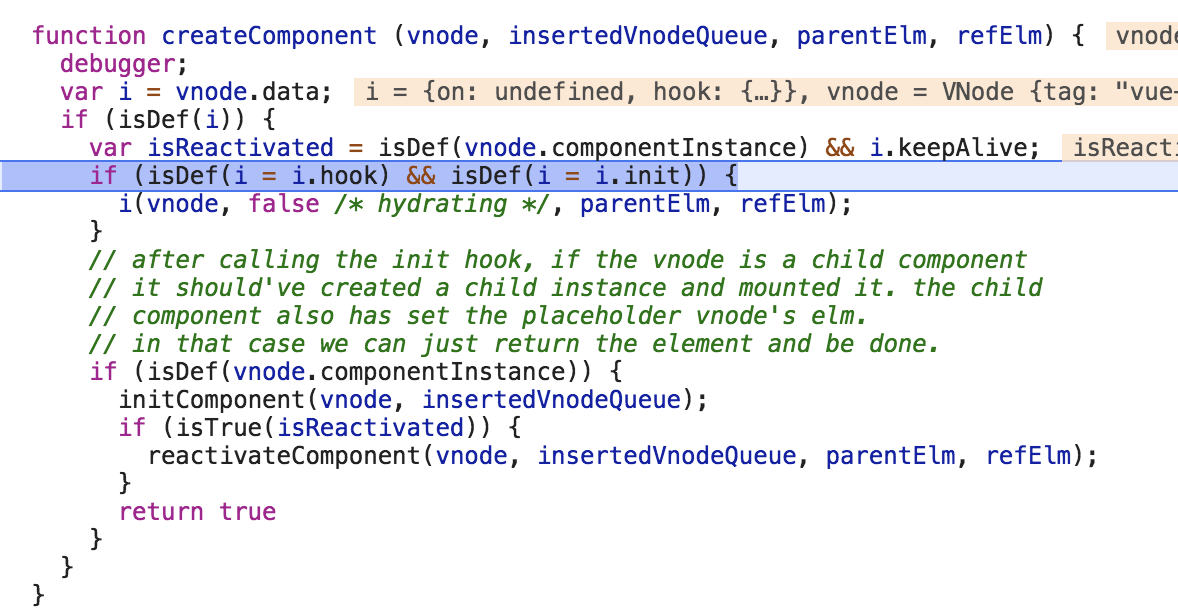 function createComponent (vnode, insertedVnodeQueue, parentElm, refElm) { vnode
debugger;
var i = vnode.data; i = {on: undefined, hook: {…}}, vnode = VNode {tag: "vue-
if (isDef(i)) {
var isReactivated = isDef(vnode.componentInstance) && i.keepAlive; isReacti
if (isDef(i = i.hook) && isDef(i = i.init)) {
i(vnode, false /* hydrating */, parentElm, refElm);
}
// after calling the init hook, if the vnode is a child component
// it should've created a child instance and mounted it. the child
// component also has set the placeholder vnode's elm.
// in that case we can just return the element and be done.
if (isDef(vnode.componentInstance)) {
initComponent(vnode, insertedVnodeQueue);
if (isTrue(isReactivated)) {
reactivateComponent(vnode, insertedVnodeQueue, parentElm, refElm);
}
return true
}
}
}